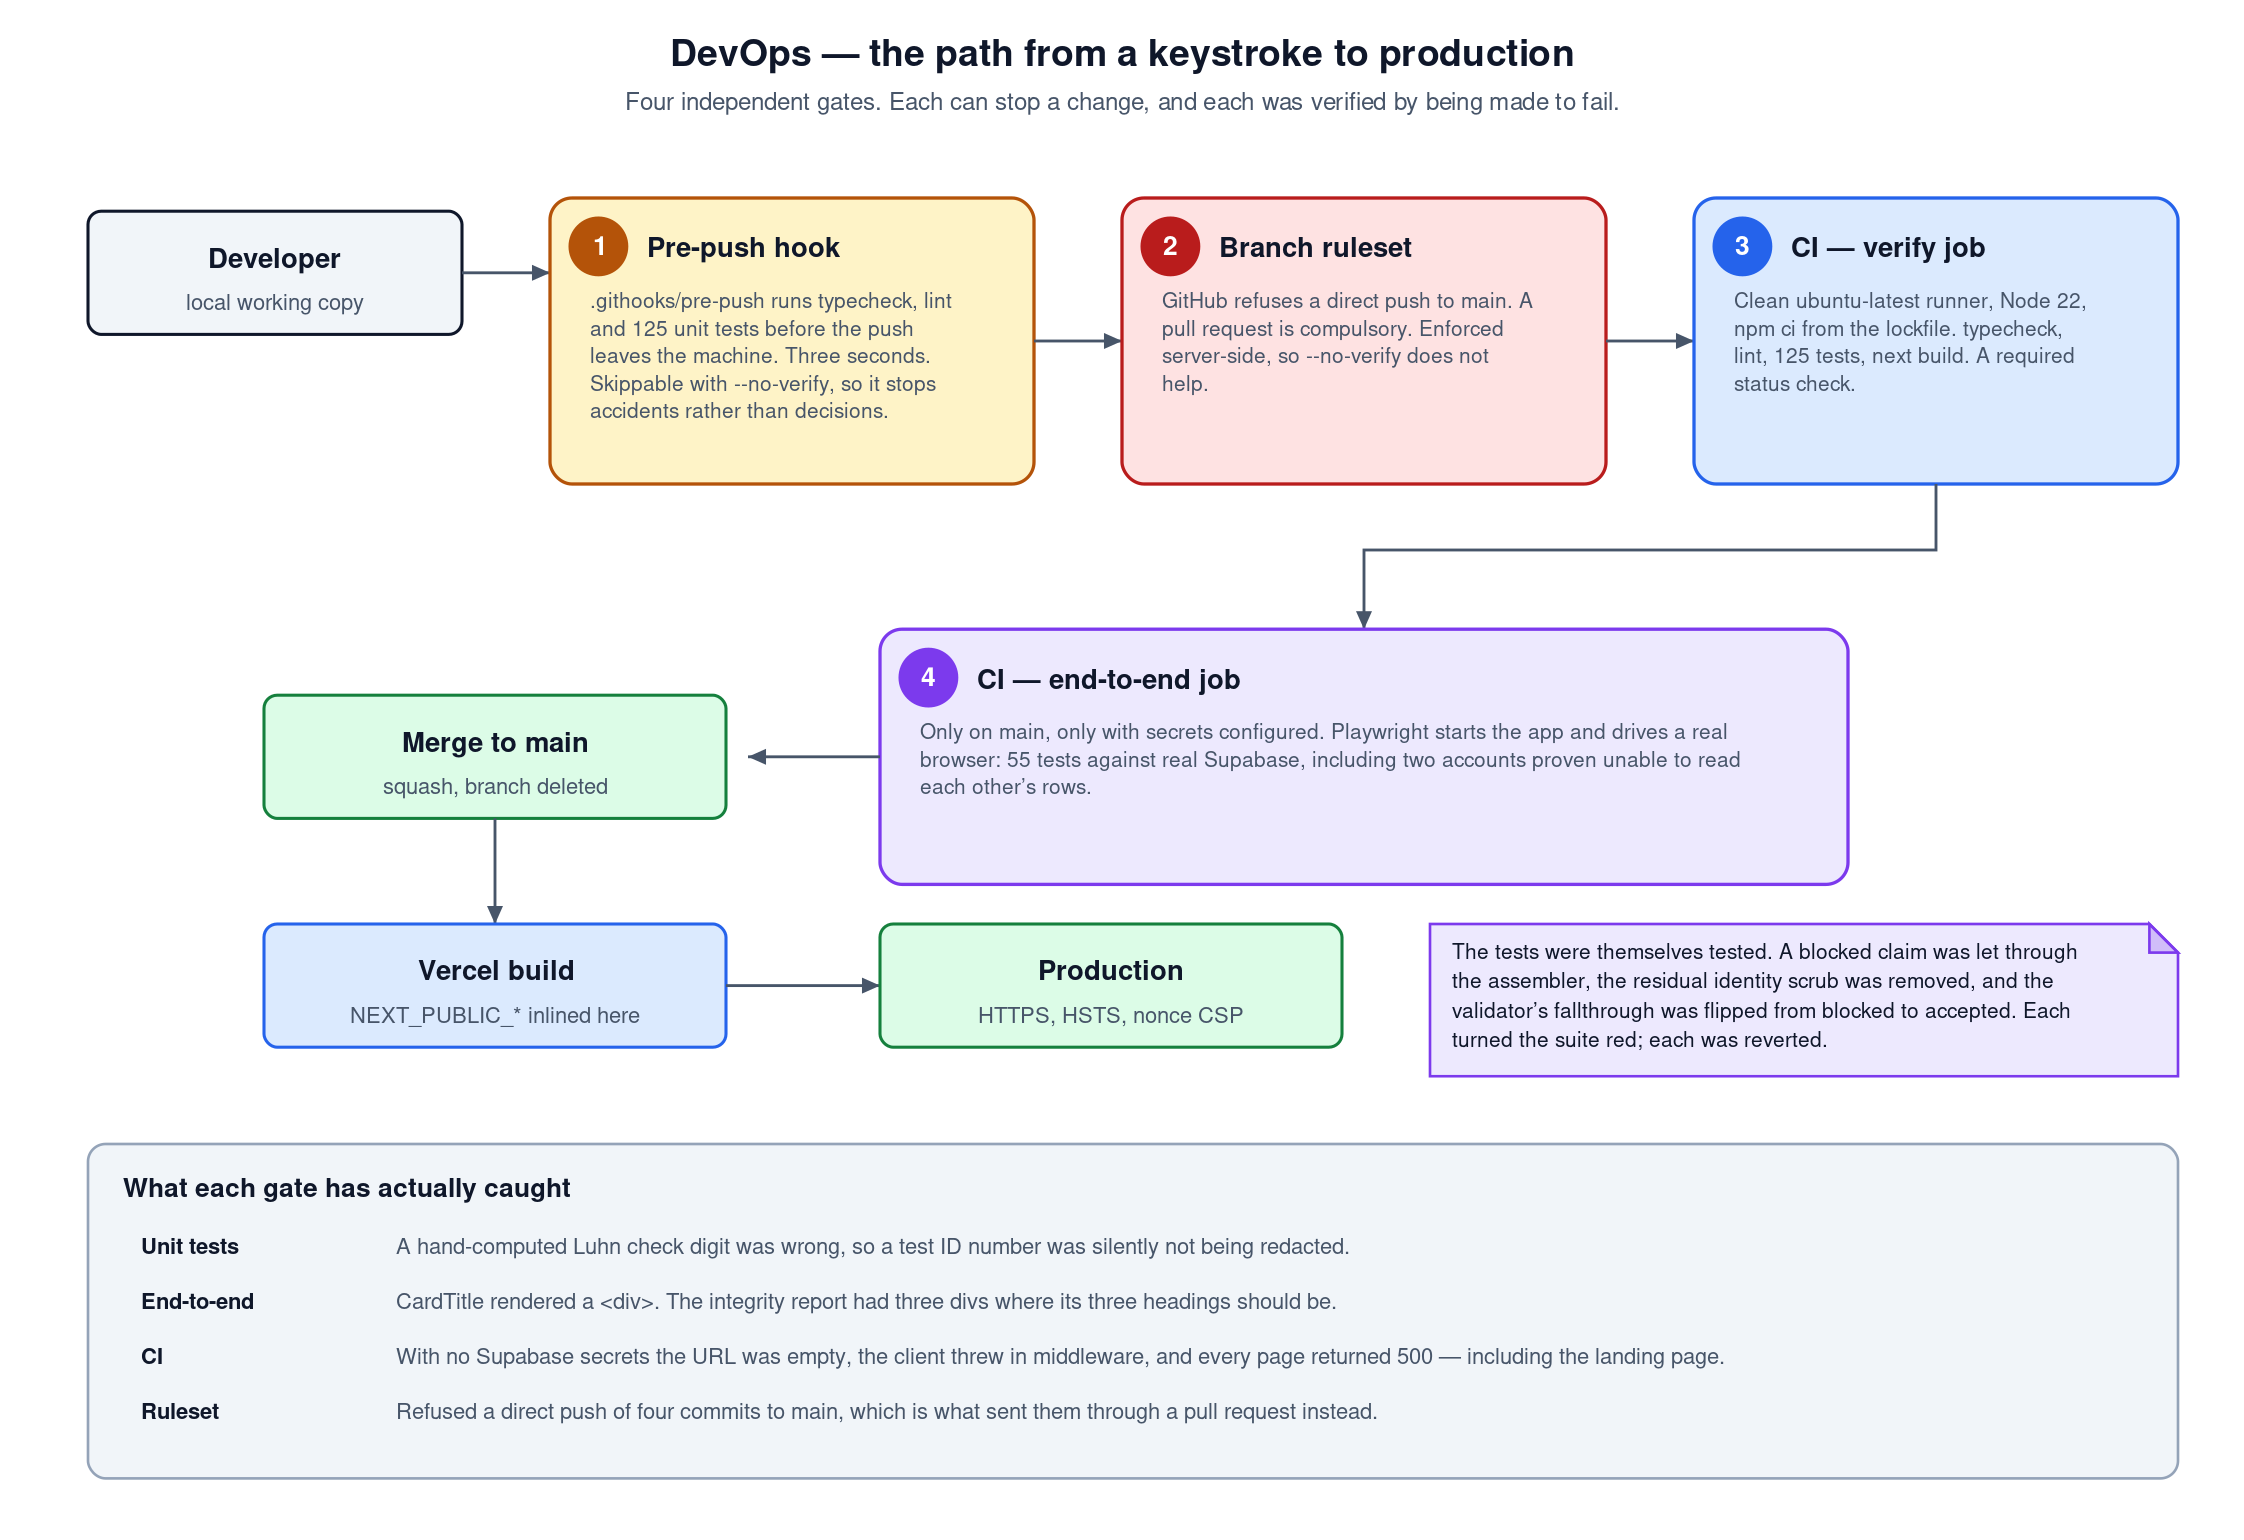 DevOps — the path from a keystroke to production
Four independent gates. Each can stop a change, and each was verified by being made to fail.
Developer
local working copy
1
Pre-push hook
.githooks/pre-push runs typecheck, lint
and 125 unit tests before the push
leaves the machine. Three seconds.
Skippable with --no-verify, so it stops
accidents rather than decisions.
2
Branch ruleset
GitHub refuses a direct push to main. A
pull request is compulsory. Enforced
server-side, so --no-verify does not
help.
3
CI — verify job
Clean ubuntu-latest runner, Node 22,
npm ci from the lockfile. typecheck,
lint, 125 tests, next build. A required
status check.
4
CI — end-to-end job
Only on main, only with secrets configured. Playwright starts the app and drives a real
browser: 55 tests against real Supabase, including two accounts proven unable to read
each other’s rows.
Merge to main
squash, branch deleted
Vercel build
NEXT_PUBLIC_* inlined here
Production
HTTPS, HSTS, nonce CSP
The tests were themselves tested. A blocked claim was let through
the assembler, the residual identity scrub was removed, and the
validator’s fallthrough was flipped from blocked to accepted. Each
turned the suite red; each was reverted.
What each gate has actually caught
Unit tests
A hand-computed Luhn check digit was wrong, so a test ID number was silently not being redacted.
End-to-end
CardTitle rendered a <div>. The integrity report had three divs where its three headings should be.
CI
With no Supabase secrets the URL was empty, the client threw in middleware, and every page returned 500 — including the landing page.
Ruleset
Refused a direct push of four commits to main, which is what sent them through a pull request instead.